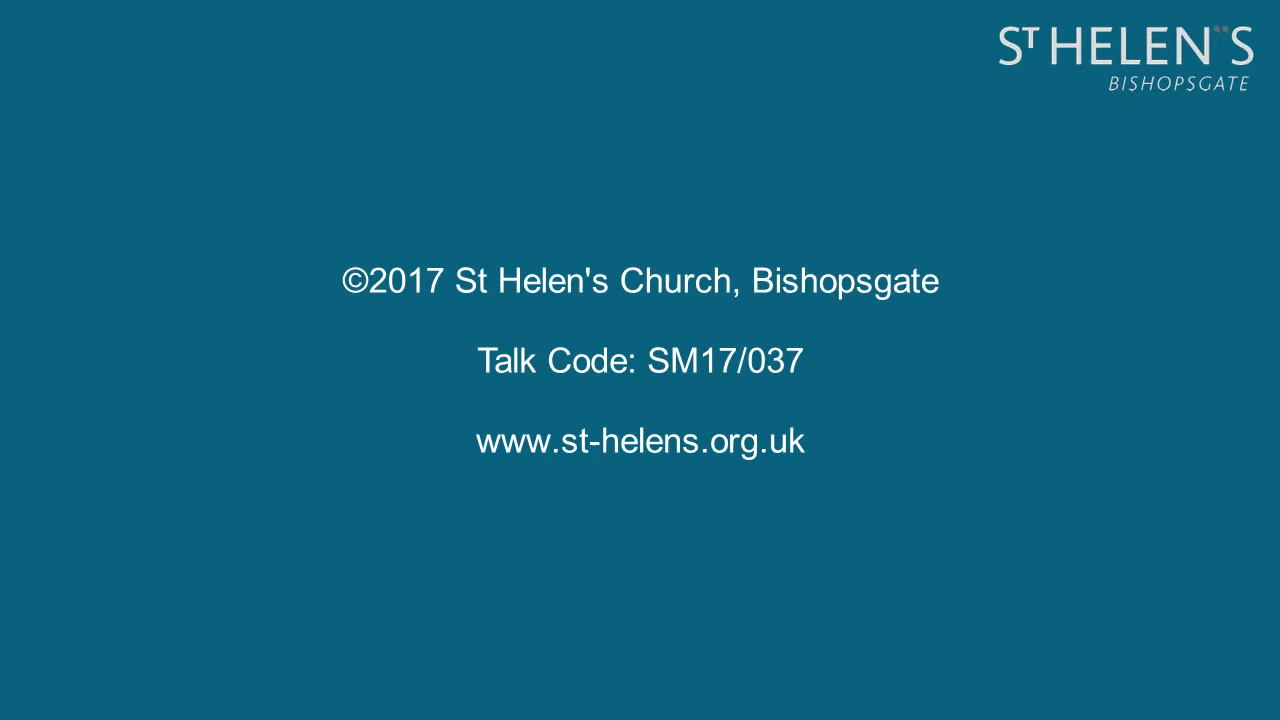 ST HELEN'S
BISHOPSGATE
©2017 St Helen's Church, Bishopsgate
Talk Code: SM17/037
www.st-helens.org.uk